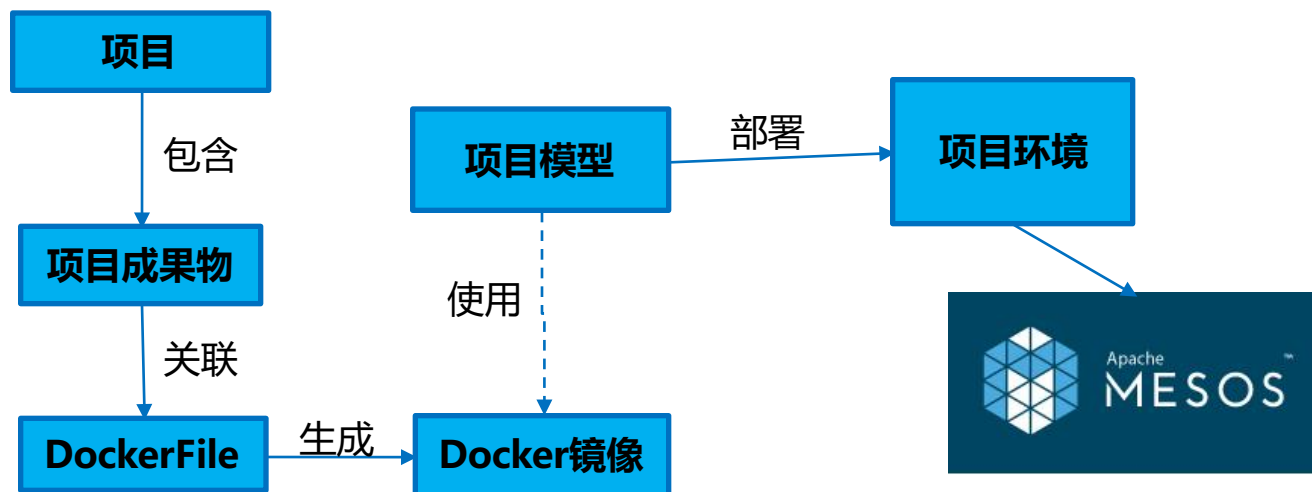 项目
包含
项目成果物
关联
DockerFile
生成
Docker镜像
项目模型
使用
部署
项目环境
Apache
MESOS™